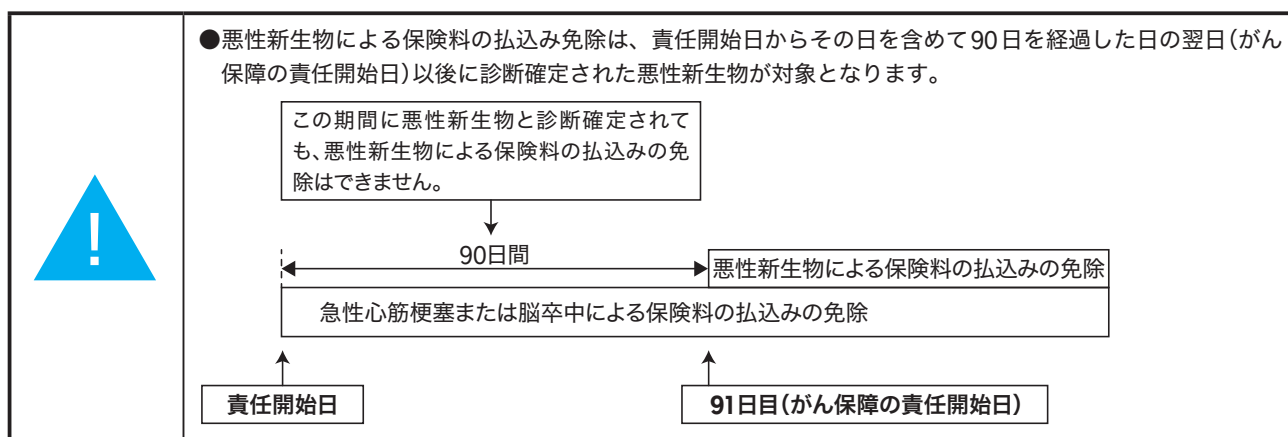 ●悪性新生物による保険料の払込み免除は、責任開始日からその日を含めて90日を経過した日の翌日(がん
保障の責任開始日)以後に診断確定された悪性新生物が対象となります。
この期間に悪性新生物と診断確定されて
も、悪性新生物による保険料の払込みの免
除はできません。
!
90日間
悪性新生物による保険料の払込みの免除
急性心筋梗塞または脳卒中による保険料の払込みの免除
責任開始日
91日目(がん保障の責任開始日)